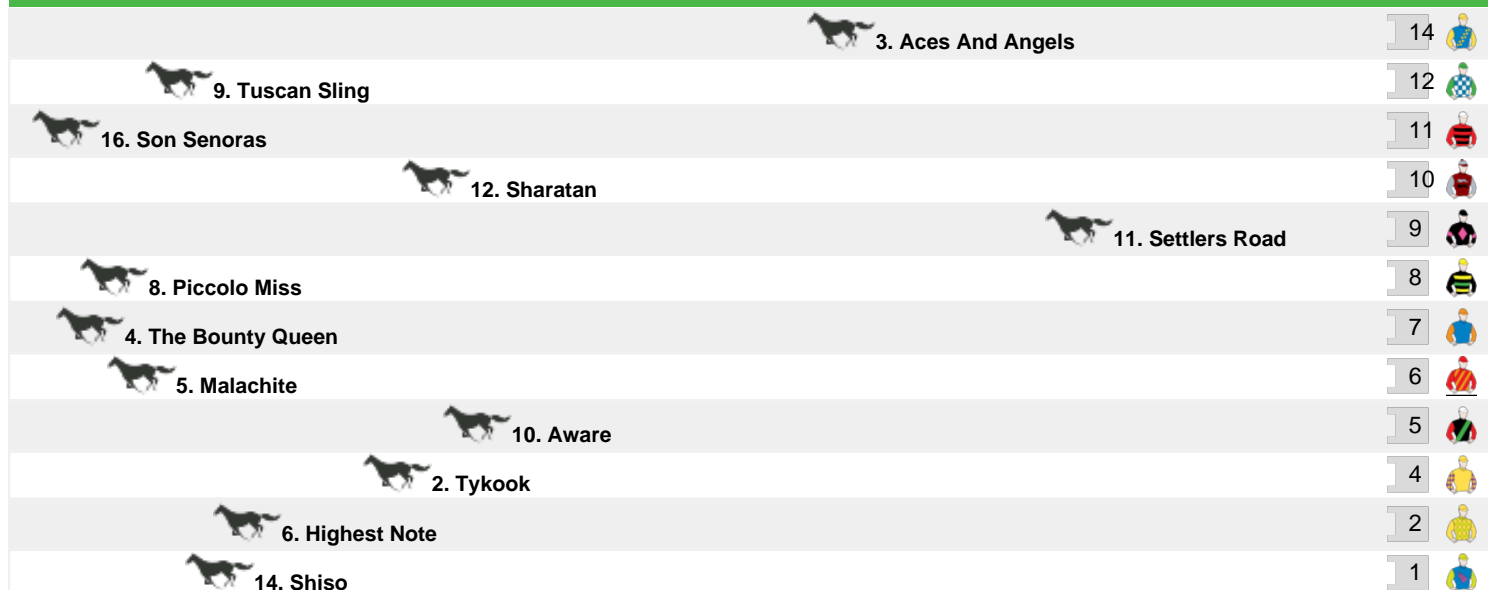 3. Aces And Angels 14
9. Tuscan Sling 12
16. Son Senoras 11
12. Sharatan 10
11. Settlers Road 9
8. Piccolo Miss 8
4. The Bounty Queen 7
5. Malachite 6
10. Aware 5
2. Tykook 4
6. Highest Note 2
14. Shiso 1